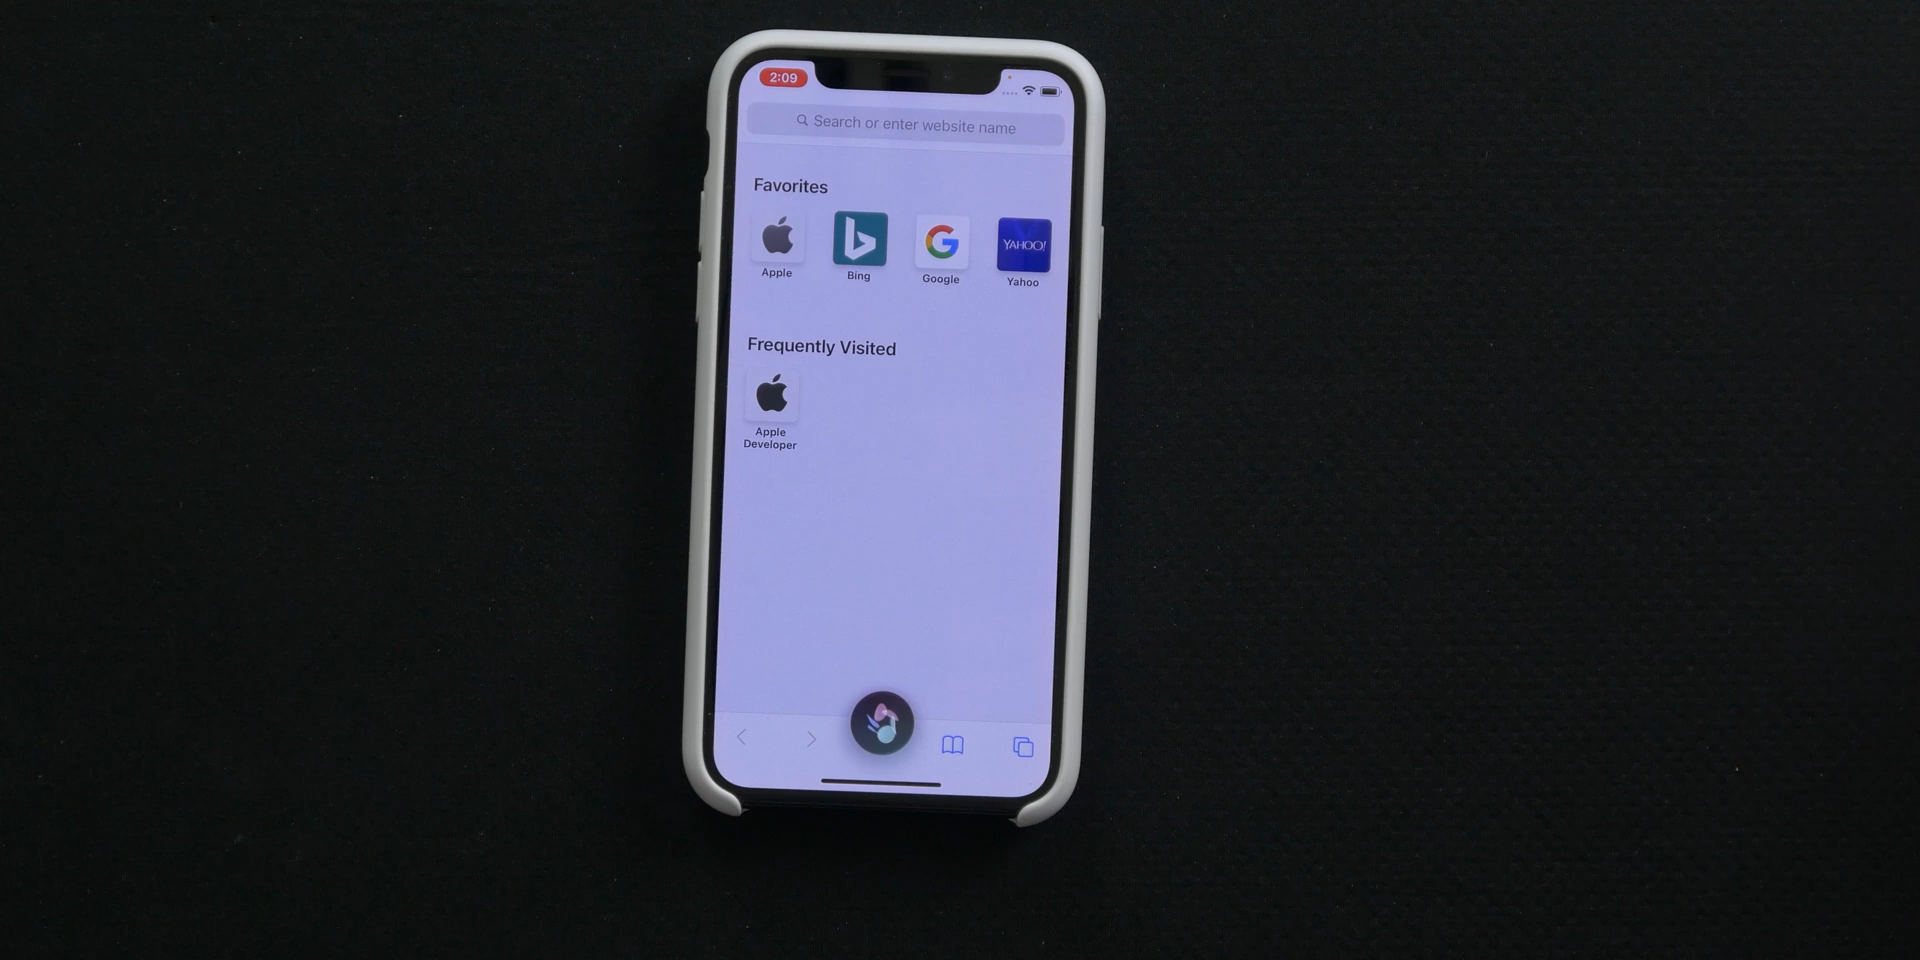 2:09
Search or enter website name
Favorites
YAHOO!
Apple
Bing
Google
Yahoo
Frequently Visited
Apple
Developer